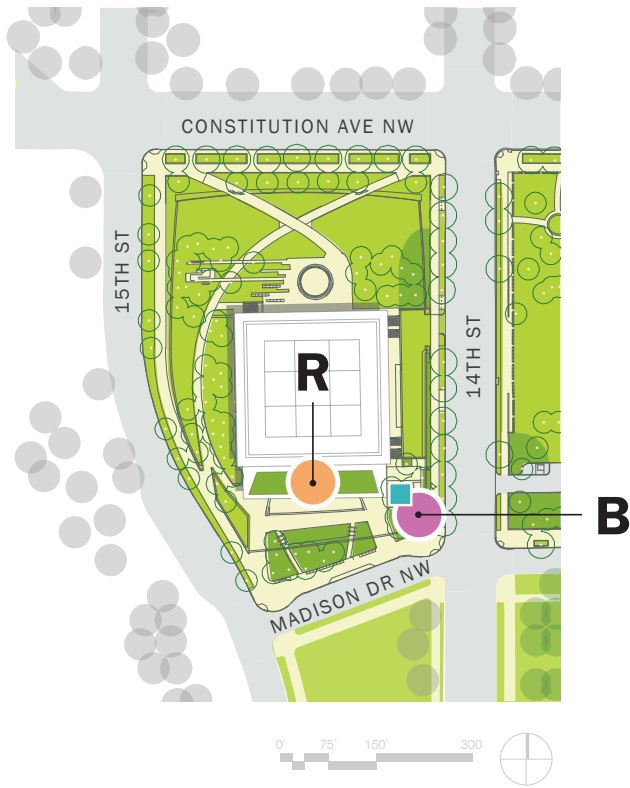 CONSTITUTION AVE NW
15TH ST
R
14TH ST
B
MADISON DR NW
0' 75' 150' 300